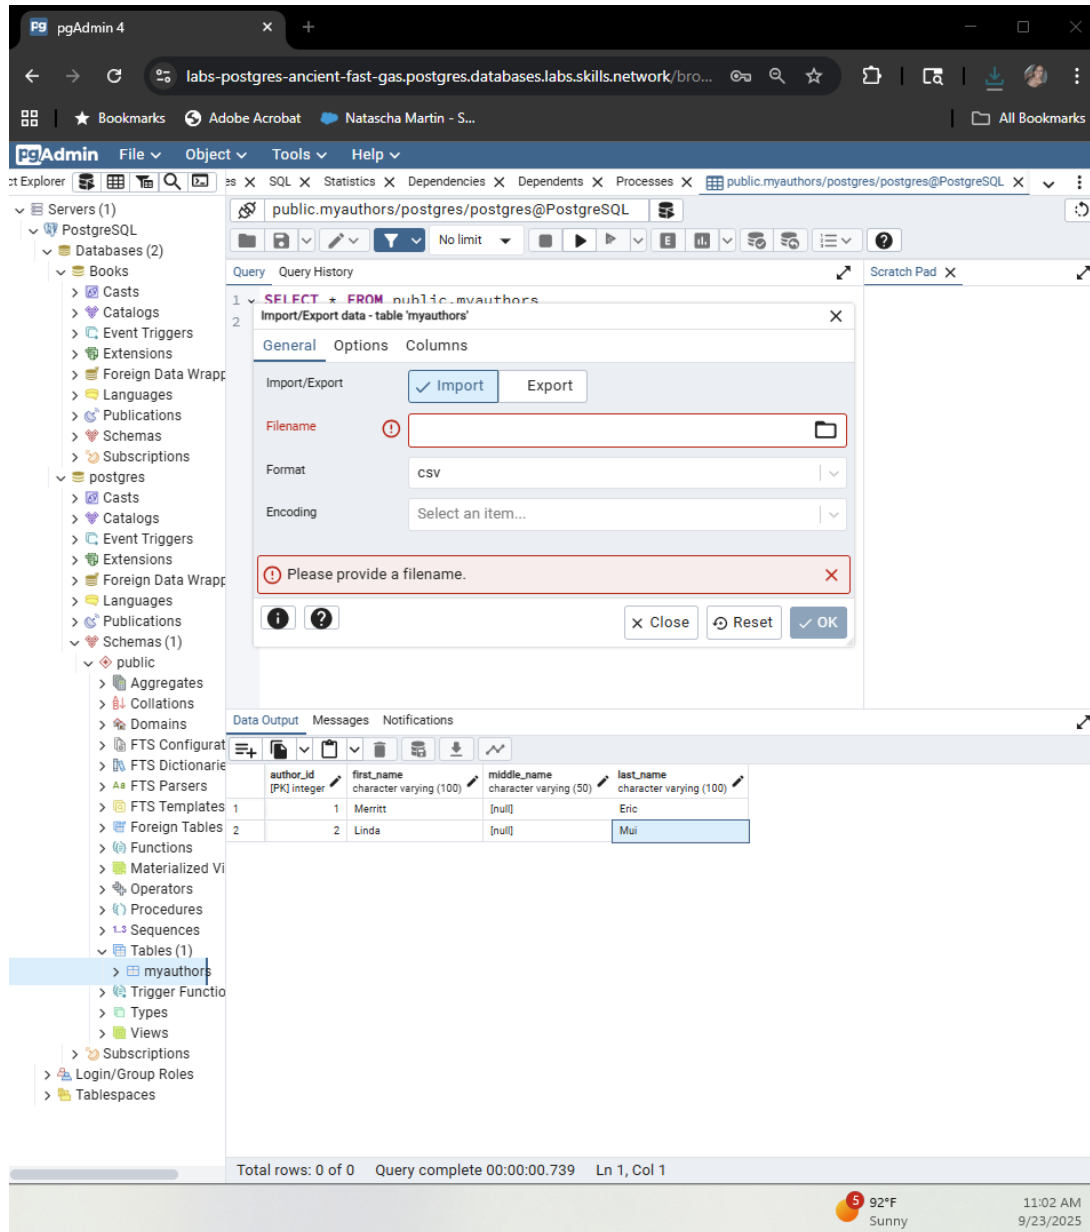 pgAdmin 4
labs-postgres-ancient-fast-gas.postgres.databases.labs.skills.network/bro...
Bookmarks Adobe Acrobat Natascha Martin - S... All Bookmarks
pgAdmin File Object Tools Help
ct Explorer
es SQL Statistics Dependencies Dependents Processes public.myauthors/postgres/postgres@PostgreSQL
Servers (1)
PostgreSQL
Databases (2)
Books
Casts
Catalogs
Event Triggers
Extensions
Foreign Data Wrapp
Languages
Publications
Schemas
Subscriptions
postgres
Casts
Catalogs
Event Triggers
Extensions
Foreign Data Wrapp
Languages
Publications
Schemas (1)
public
Aggregates
Collations
Domains
FTS Configurat
FTS Dictionarie
FTS Parsers
FTS Templates
Foreign Tables
Functions
Materialized Vi
Operators
Procedures
1..3 Sequences
Tables (1)
myauthors
Trigger Functio
Types
Views
Subscriptions
Login/Group Roles
Tablespaces
public.myauthors/postgres/postgres@PostgreSQL
No limit
Query Query History
Scratch Pad
1 SELECT * FROM public.myauthors
2
Import/Export data - table 'myauthors'
General Options Columns
Import/Export Import Export
Filename
Format csv
Encoding Select an item...
Please provide a filename.
Close Reset OK
Data Output Messages Notifications
author_id first_name middle_name last_name
[PK] integer character varying (100) character varying (50) character varying (100)
1 1 Merritt [null] Eric
2 2 Linda [null] Mui
Total rows: 0 of 0 Query complete 00:00:00.739 Ln 1, Col 1
5
92°F
Sunny
11:02 AM
9/23/2025